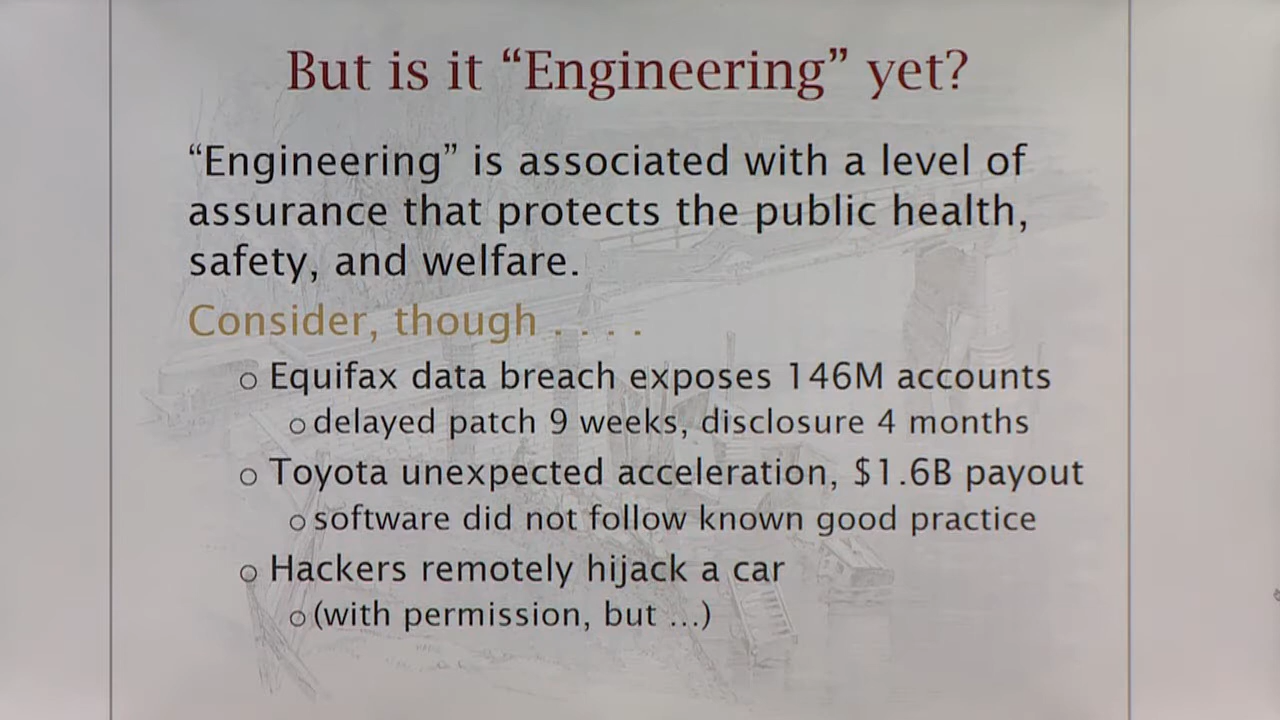 But is it “Engineering” yet?
“Engineering” is associated with a level of
assurance that protects the public health,
safety, and welfare.
Consider, though . . . .
○ Equifax data breach exposes 146M accounts
○ delayed patch 9 weeks, disclosure 4 months
○ Toyota unexpected acceleration, $1.6B payout
○ software did not follow known good practice
○ Hackers remotely hijack a car
○ (with permission, but ...)